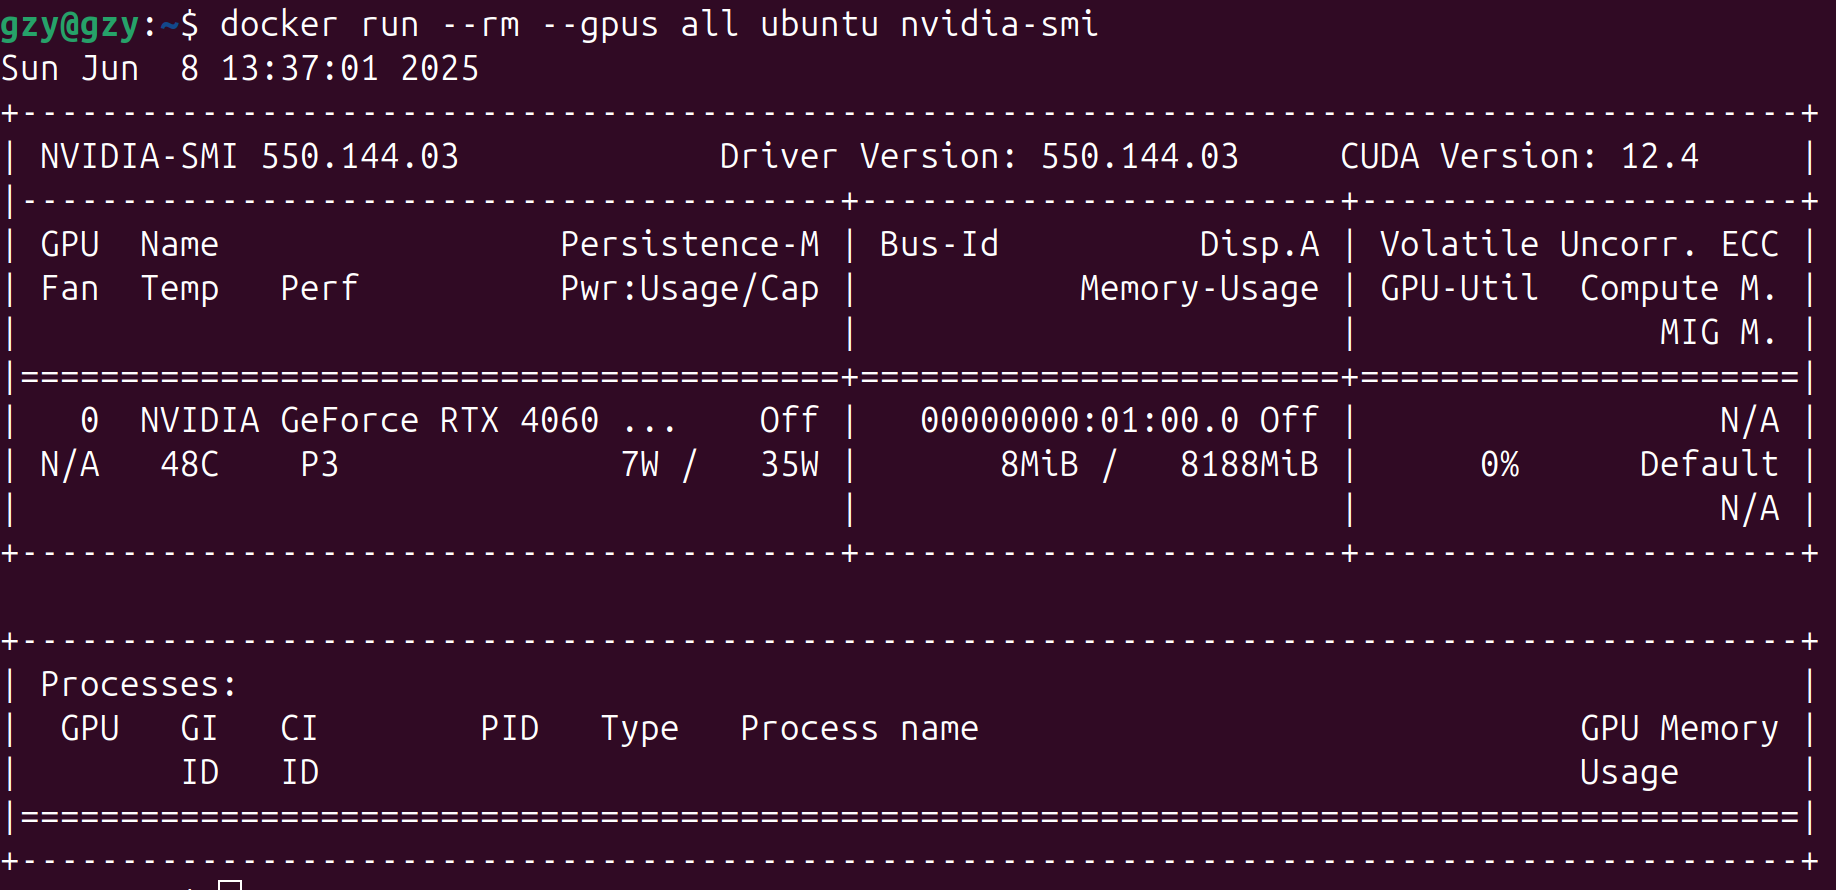 gzy@gzy:~$ docker run --rm --gpus all ubuntu nvidia-smi
Sun Jun  8 13:37:01 2025
+-----------------------------------------------------------------------------------------+
| NVIDIA-SMI 550.144.03             Driver Version: 550.144.03     CUDA Version: 12.4     |
|-----------------------------------------+------------------------+----------------------+
| GPU  Name                 Persistence-M | Bus-Id          Disp.A | Volatile Uncorr. ECC |
| Fan  Temp   Perf          Pwr:Usage/Cap |           Memory-Usage | GPU-Util  Compute M. |
|                                         |                        |               MIG M. |
|=========================================+========================+======================|
|   0  NVIDIA GeForce RTX 4060 ...    Off |   00000000:01:00.0 Off |                  N/A |
| N/A   48C    P3              7W /   35W |       8MiB /   8188MiB |      0%      Default |
|                                         |                        |                  N/A |
+-----------------------------------------+------------------------+----------------------+

+-----------------------------------------------------------------------------------------+
| Processes:                                                                              |
|  GPU   GI   CI        PID   Type   Process name                              GPU Memory |
|        ID   ID                                                               Usage      |
|=========================================================================================|
+-----------------------------------------------------------------------------------------+